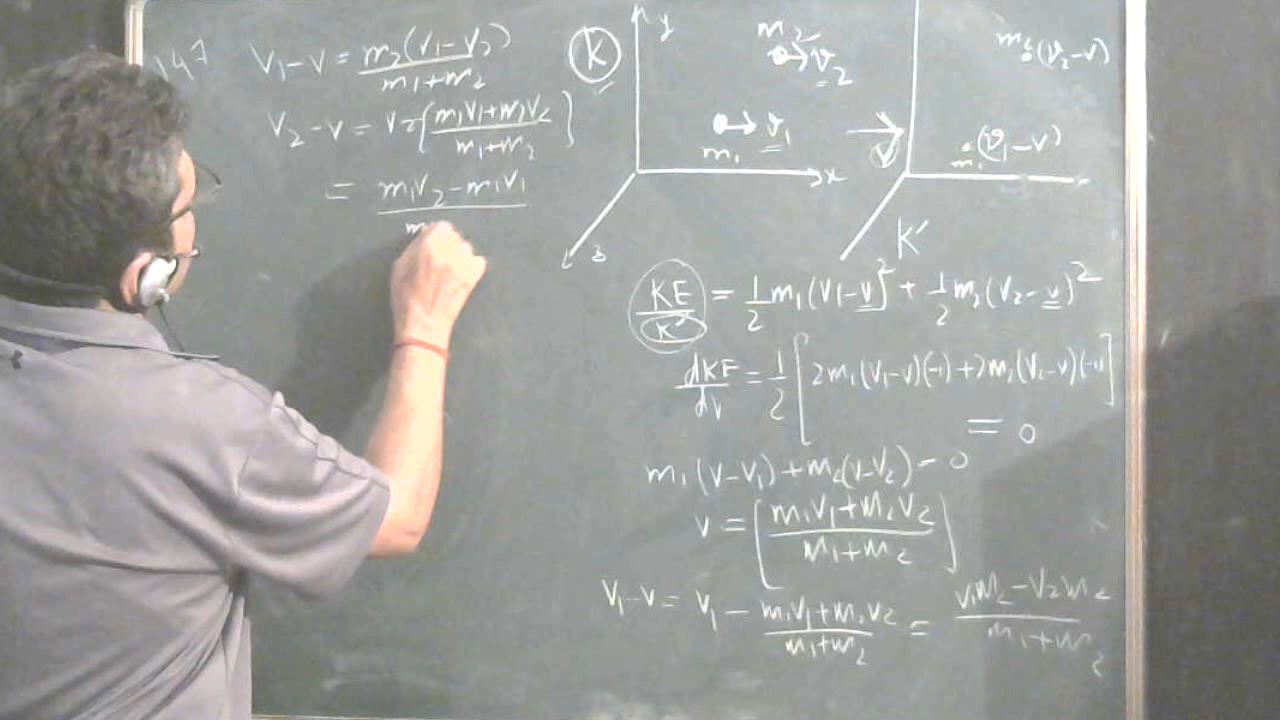 147
V₁-V = m₂(V₁-V₂) / m₁+m₂
V₂-V = V₂-[m₁V₁+m₂V₂ / m₁+m₂]
= m₁V₂-m₁V₁ / m
K
y
x
z
m₂
v₂
m₁
v₁
V
m₂ (v₂-V)
m₁ (v₁-V)
K'
KE K' = 1/2 m₁(V₁-V)² + 1/2 m₂(V₂-V)²
dKE/dV = 1/2 [2m₁(V₁-V)(-1)+2m₂(V₂-V)(-1)]
= 0
m₁(V-V₁)+m₂(V-V₂)=0
V = [m₁V₁+m₂V₂ / m₁+m₂]
V₁-V = V₁ - m₁V₁+m₂V₂ / m₁+m₂ = V₁m₂-V₂m₂ / m₁+m₂